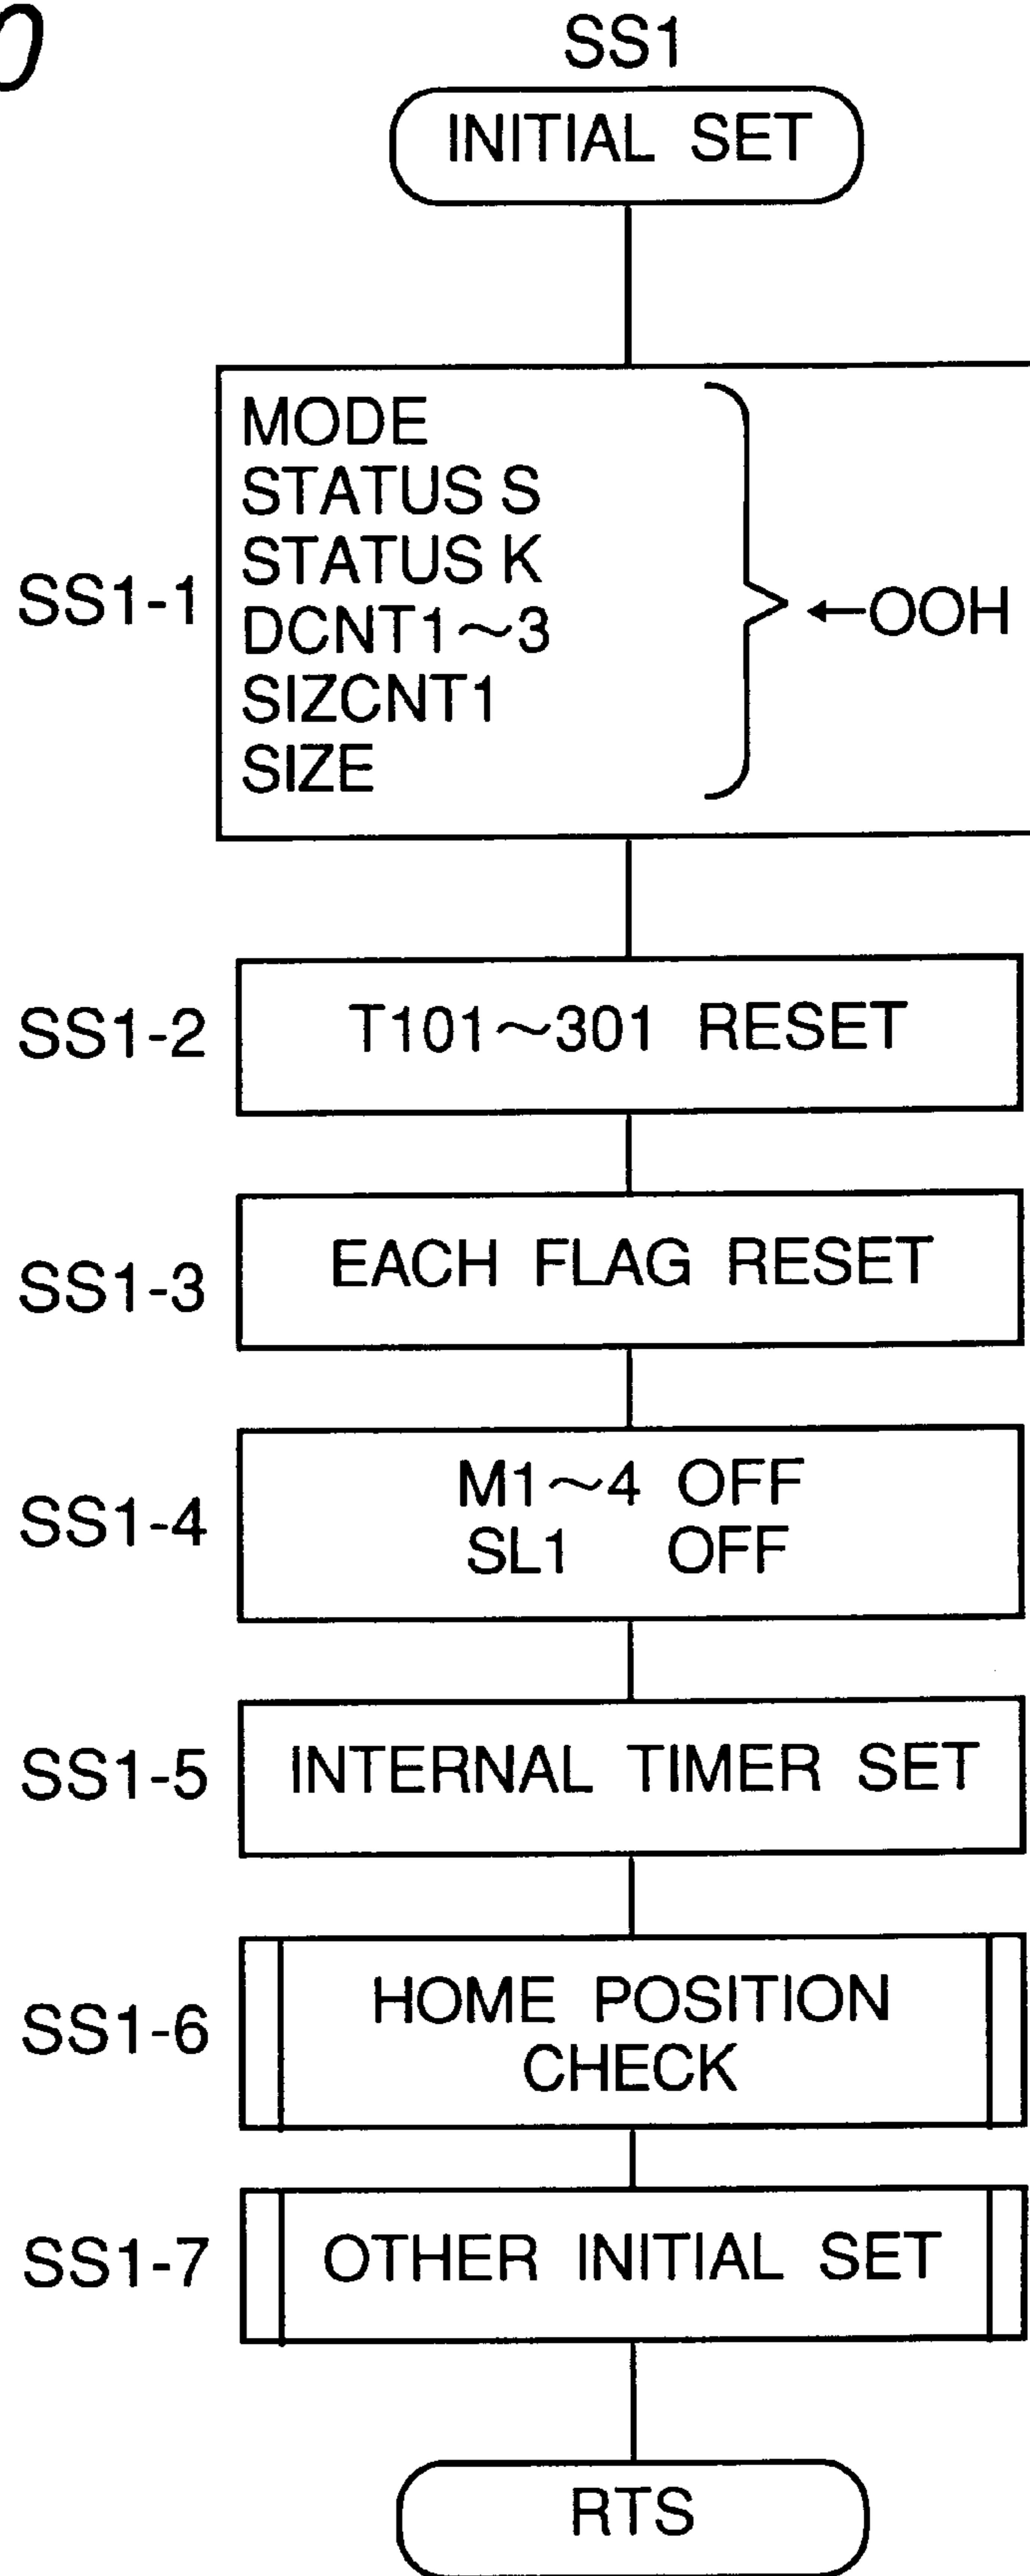 0
SS1
INITIAL SET
MODE
STATUS S
STATUS K
SS1-1
DCNT1~3
←OOH
SIZCNT1
SIZE
SS1-2
T101~301 RESET
SS1-3
EACH FLAG RESET
SS1-4
M1~4 OFF
SL1 OFF
SS1-5
INTERNAL TIMER SET
SS1-6
HOME POSITION
CHECK
SS1-7
OTHER INITIAL SET
RTS